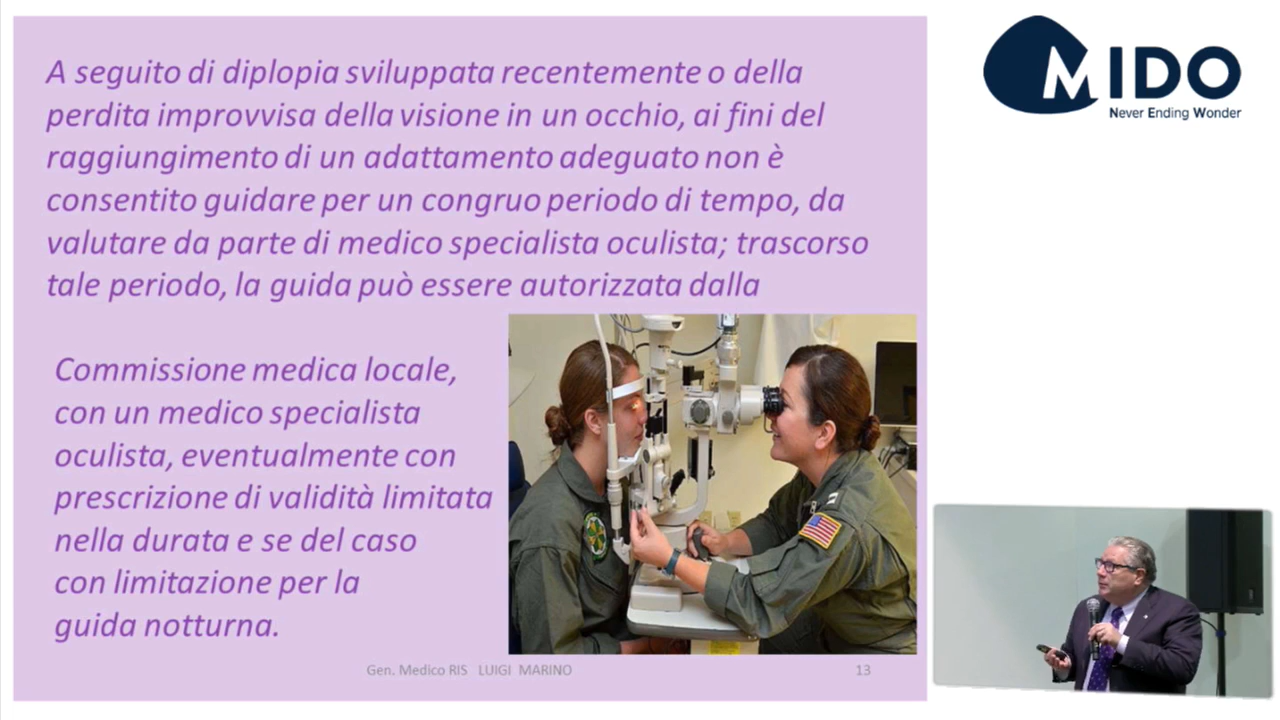 A seguito di diplopia sviluppata recentemente o della
perdita improvvisa della visione in un occhio, ai fini del
raggiungimento di un adattamento adeguato non è
consentito guidare per un congruo periodo di tempo, da
valutare da parte di medico specialista oculista; trascorso
tale periodo, la guida può essere autorizzata dalla
Commissione medica locale,
con un medico specialista
oculista, eventualmente con
prescrizione di validità limitata
nella durata e se del caso
con limitazione per la
guida notturna.
Gen. Medico RIS LUIGI MARINO
13
MIDO
Never Ending Wonder